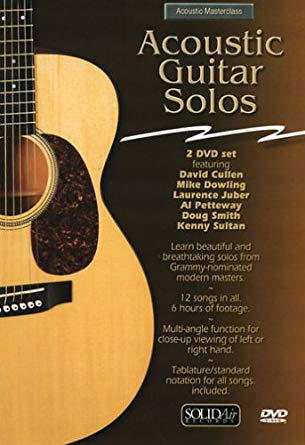 Acoustic Masterclass
Acoustic
Guitar
Solos
2 DVD set
featuring
David Cullen
Mike Dowling
Laurence Juber
Al Petteway
Doug Smith
Kenny Sultan
Learn beautiful and
breathtaking solos from
Grammy-nominated
modern masters.
12 songs in all.
6 hours of footage.
Multi-angle function for
close-up viewing of left or
right hand.
Tablature/standard
notation for all songs
included.
SOLID Air
RECORDS
DVD
VIDEO